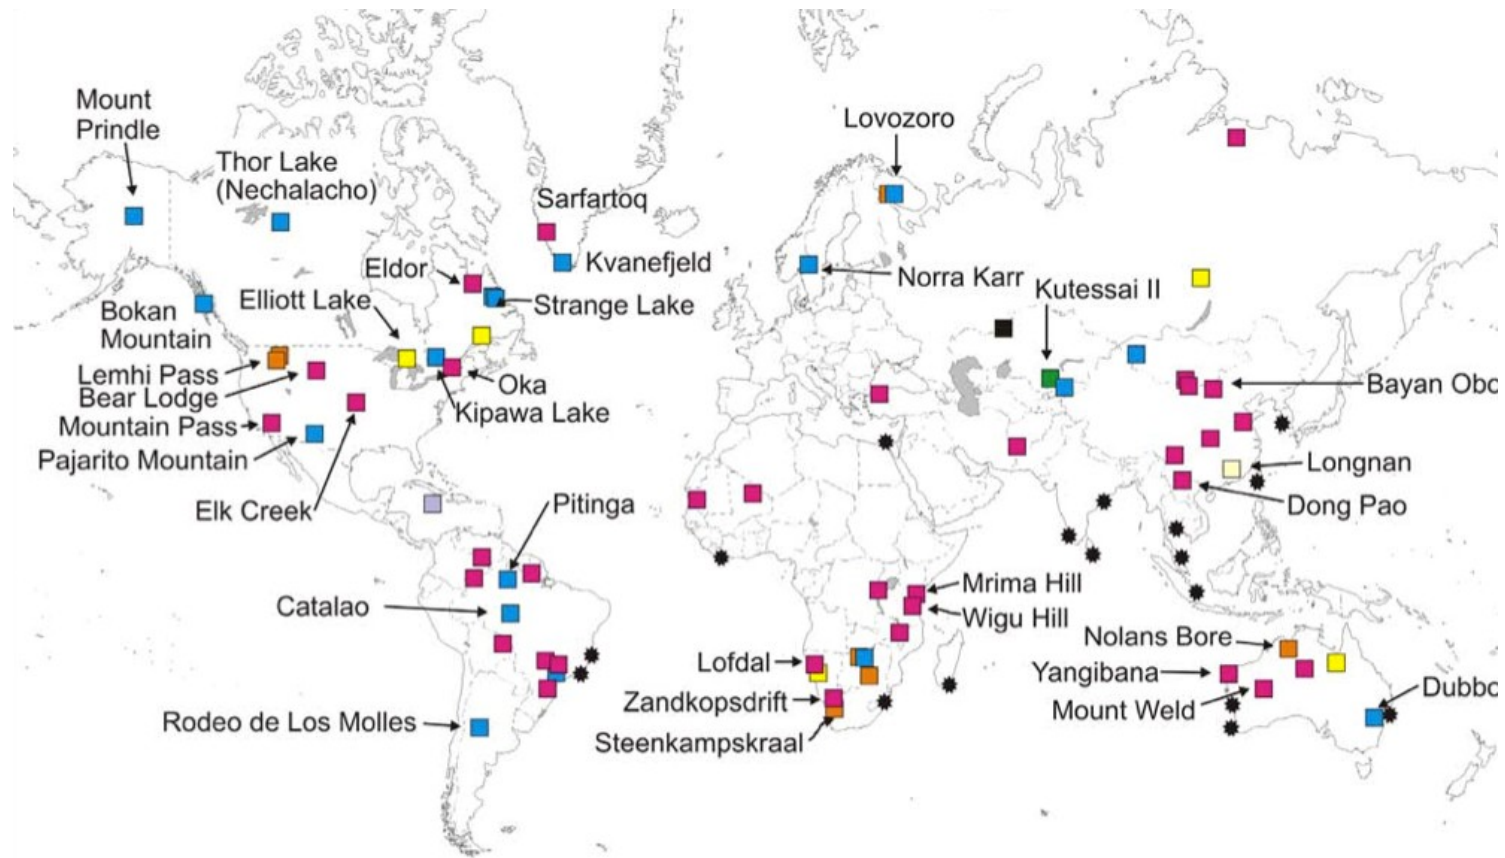 Mount
Prindle
Thor Lake
(Nechalacho)
Sarfartoq
Kvanefjeld
Eldor
Strange Lake
Elliott Lake
Bokan
Mountain
Lemhi Pass
Bear Lodge
Mountain Pass
Pajarito Mountain
Elk Creek
Oka
Kipawa Lake
Pitinga
Catalao
Rodeo de Los Molles
Lovozoro
Norra Karr
Kutessai II
Bayan Obo
Longnan
Dong Pao
Mrima Hill
Wigu Hill
Lofdal
Zandkopsdrift
Steenkampskraal
Nolans Bore
Yangibana
Mount Weld
Dubbo